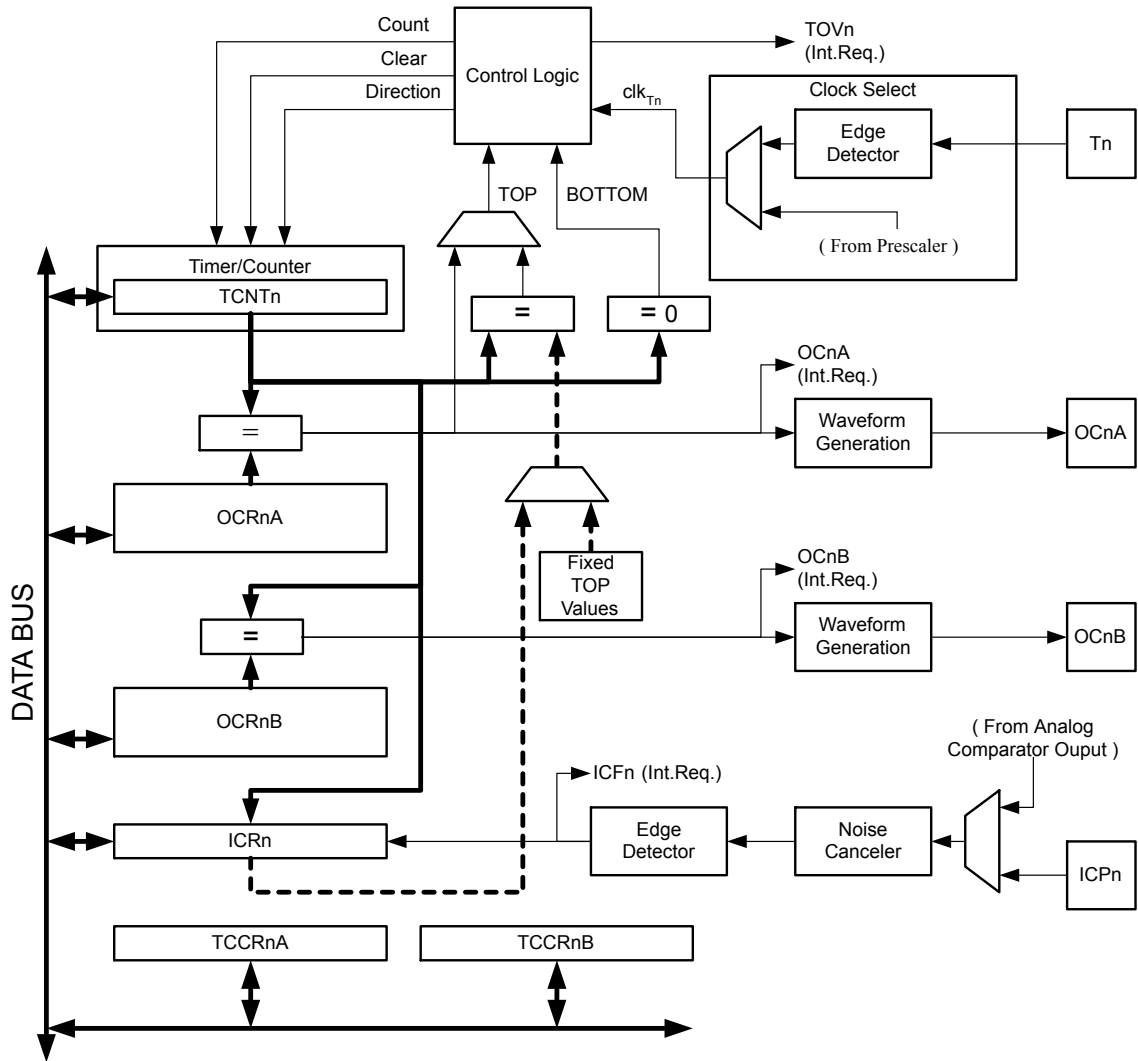 Count
Clear
Direction
Control Logic
TOVn
(Int.Req.)
clkTn
Clock Select
Edge
Detector
Tn
( From Prescaler )
TOP
BOTTOM
Timer/Counter
TCNTn
=
= 0
OCnA
(Int.Req.)
=
Waveform
Generation
OCnA
OCRnA
Fixed
TOP
Values
OCnB
(Int.Req.)
=
Waveform
Generation
OCnB
OCRnB
DATA BUS
( From Analog
Comparator Ouput )
ICFn (Int.Req.)
ICRn
Edge
Detector
Noise
Canceler
ICPn
TCCRnA
TCCRnB